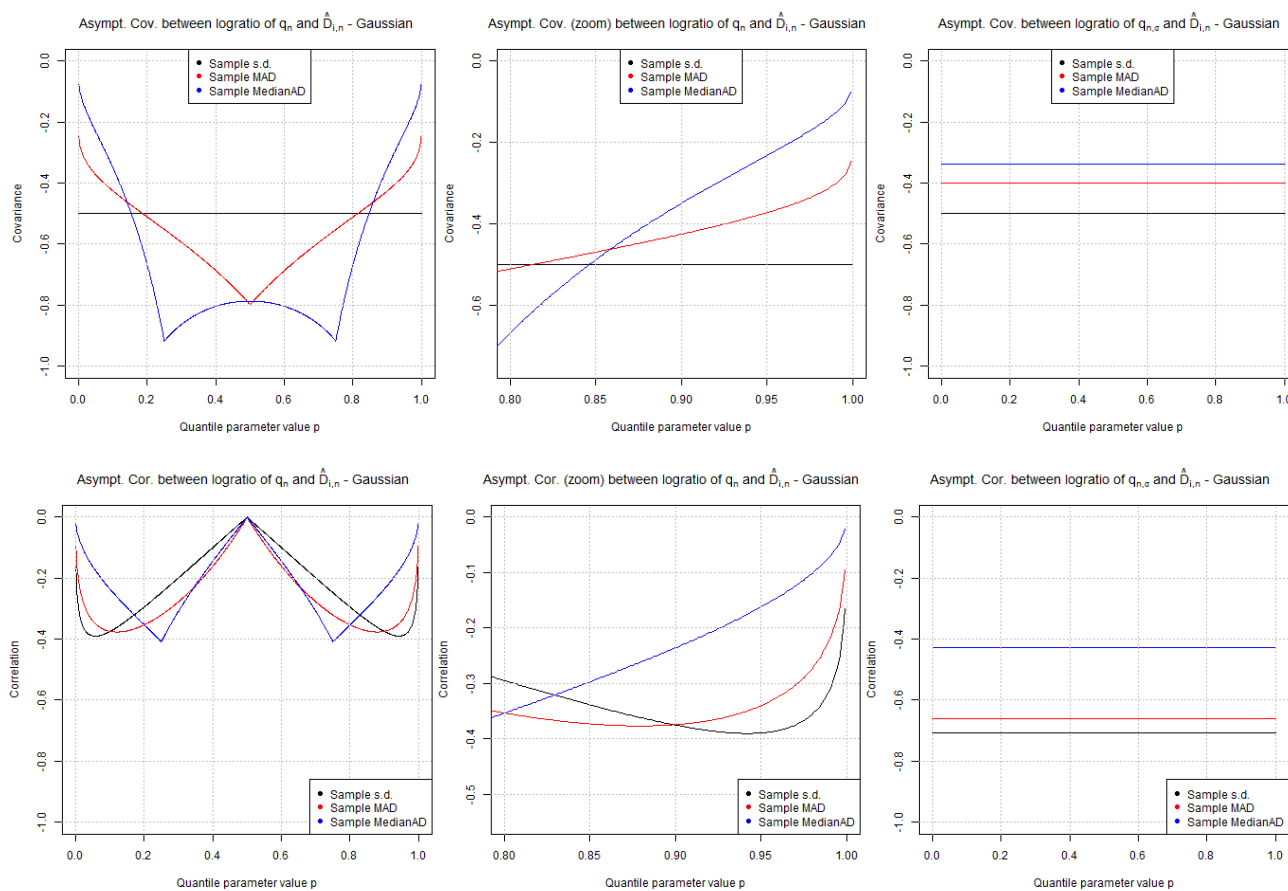 Asympt. Cov. between logratio of qn and D̂i,n - Gaussian
Sample s.d.
Sample MAD
Sample MedianAD
Covariance
0.0
-0.2
-0.4
-0.6
-0.8
-1.0
0.0 0.2 0.4 0.6 0.8 1.0
Quantile parameter value p
Asympt. Cov. (zoom) between logratio of qn and D̂i,n - Gaussian
Sample s.d.
Sample MAD
Sample MedianAD
Covariance
0.0
-0.2
-0.4
-0.6
0.80 0.85 0.90 0.95 1.00
Quantile parameter value p
Asympt. Cov. between logratio of qn,σ and D̂i,n - Gaussian
Sample s.d.
Sample MAD
Sample MedianAD
Covariance
0.0
-0.2
-0.4
-0.6
-0.8
-1.0
0.0 0.2 0.4 0.6 0.8 1.0
Quantile parameter value p
Asympt. Cor. between logratio of qn and D̂i,n - Gaussian
Correlation
0.0
-0.2
-0.4
-0.6
-0.8
-1.0
Sample s.d.
Sample MAD
Sample MedianAD
0.0 0.2 0.4 0.6 0.8 1.0
Quantile parameter value p
Asympt. Cor. (zoom) between logratio of qn and D̂i,n - Gaussian
Correlation
0.0
-0.1
-0.2
-0.3
-0.4
-0.5
Sample s.d.
Sample MAD
Sample MedianAD
0.80 0.85 0.90 0.95 1.00
Quantile parameter value p
Asympt. Cor. between logratio of qn,σ and D̂i,n - Gaussian
Correlation
0.0
-0.2
-0.4
-0.6
-0.8
-1.0
Sample s.d.
Sample MAD
Sample MedianAD
0.0 0.2 0.4 0.6 0.8 1.0
Quantile parameter value p